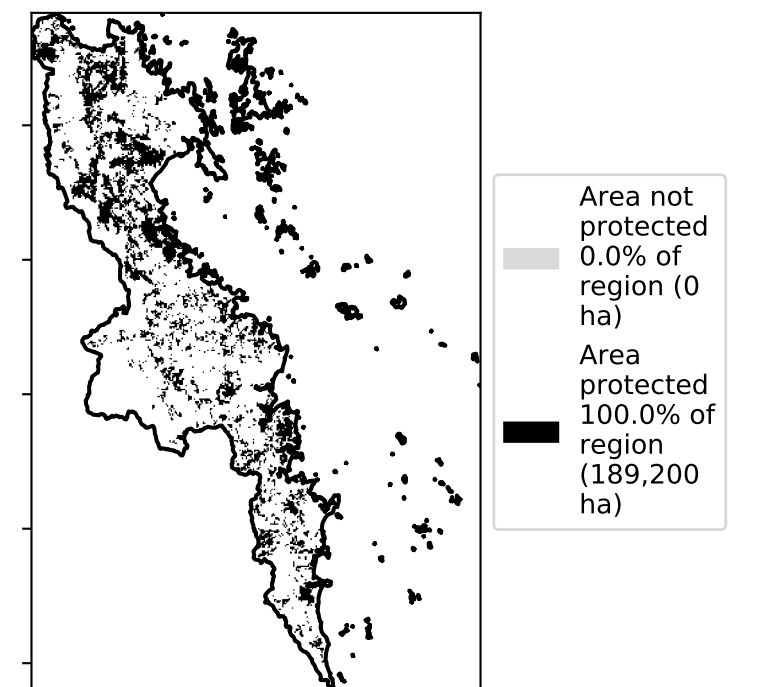 Area not
protected
0.0% of
region (0
ha)
Area
protected
100.0% of
region
(189,200
ha)